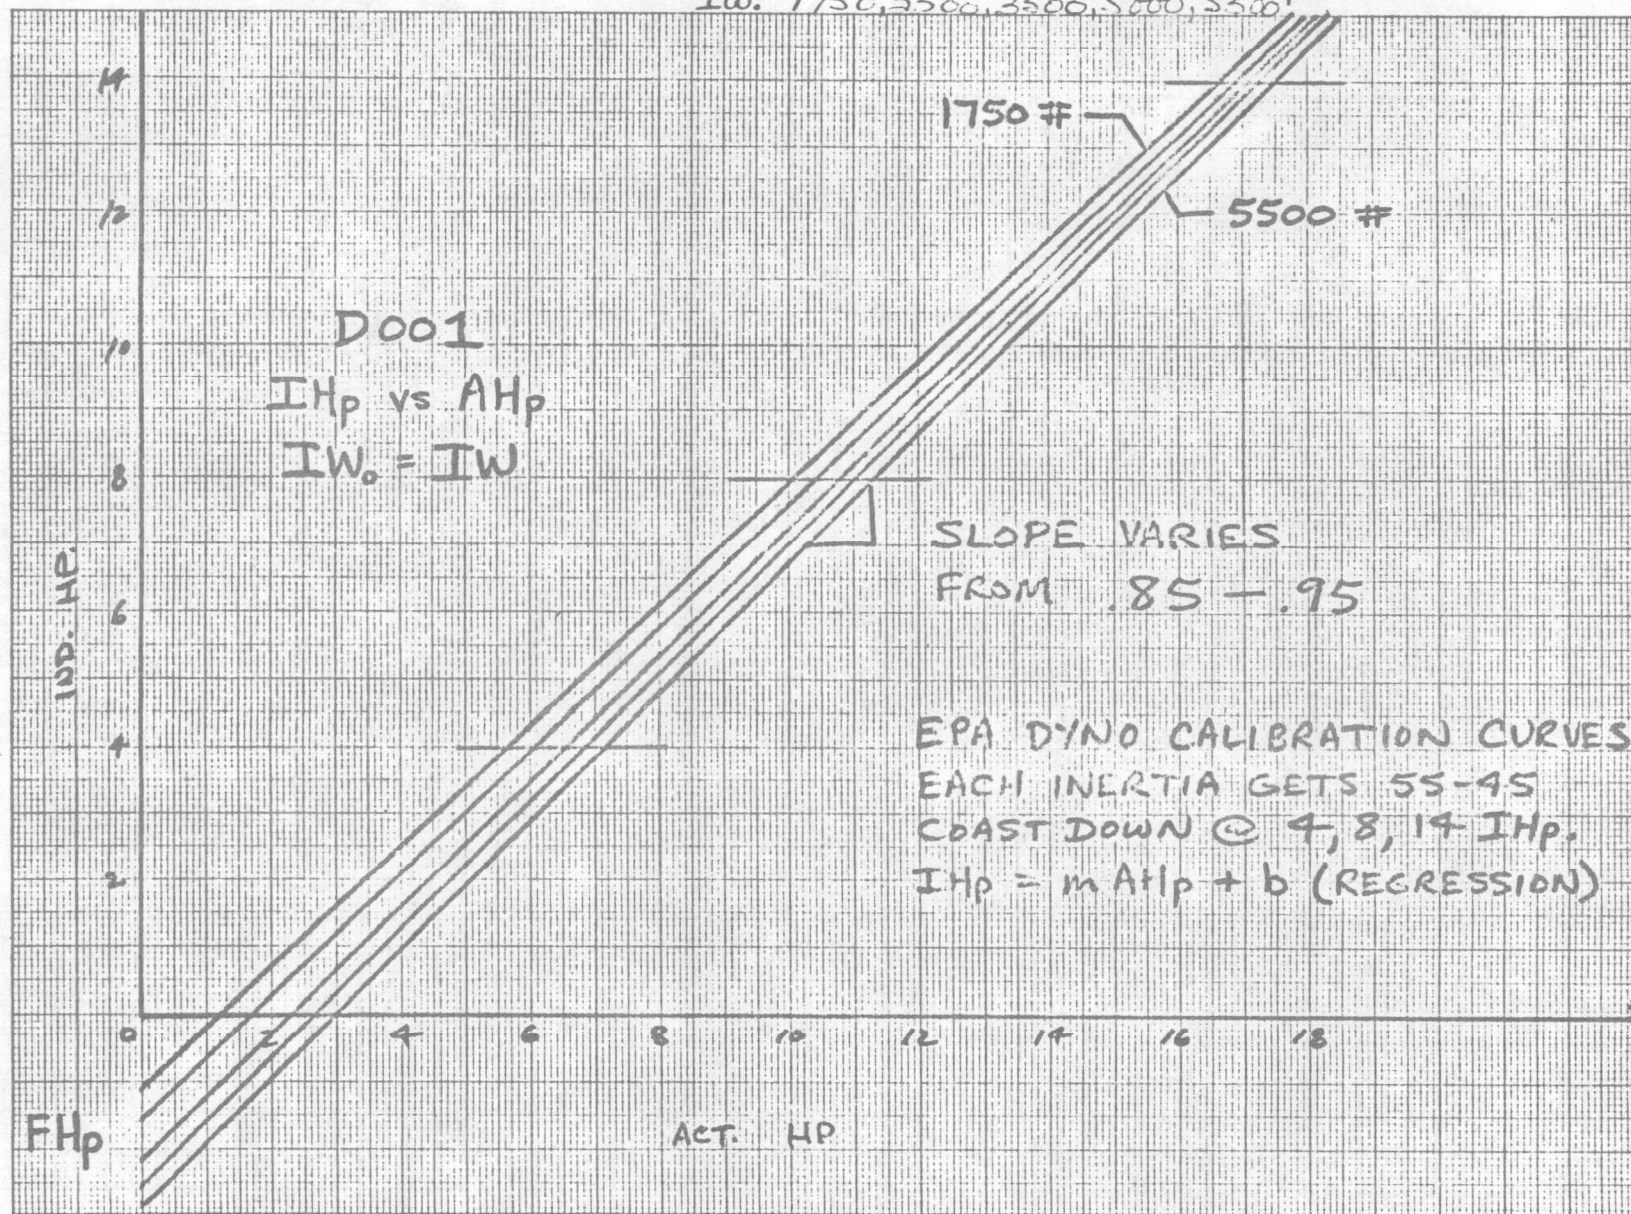 IW. 1750,
14
1750 #
12
5500 #
D001
10
IHp vs AHp
IWo = IW
8
SLOPE VARIES
FROM .85 - .95
IND. HP.
6
4
EPA DYNO CALIBRATION CURVES
EACH INERTIA GETS 55-45
COAST DOWN @ 4, 8, 14 IHp.
2
IHp = m AHp + b (REGRESSION)
0 2 4 6 8 10 12 14 16 18
FHp
ACT. HP